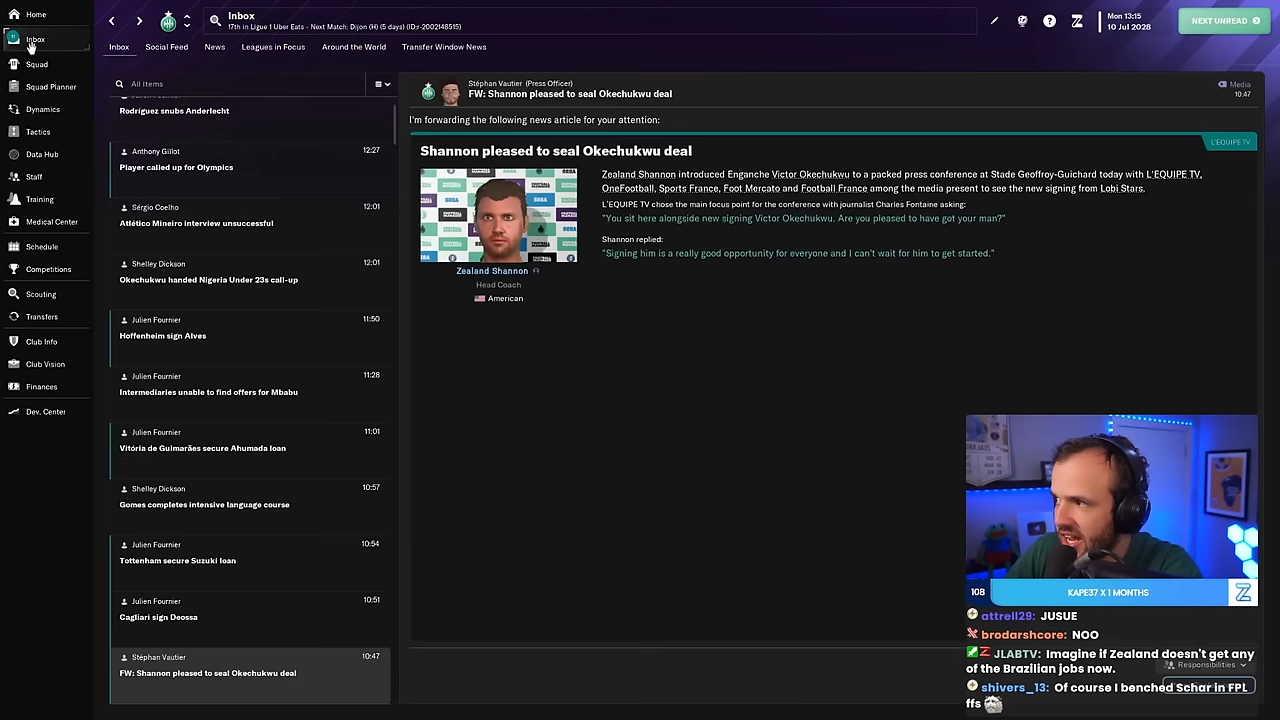 Home
Inbox
Squad
Squad Planner
Dynamics
Tactics
Data Hub
Staff
Training
Medical Center
Schedule
Competitions
Scouting
Transfers
Club Info
Club Vision
Finances
Dev. Center
Inbox
17th in Ligue 1 Uber Eats - Next Match: Dijon (H) (5 days) (ID:r-2002148515)
Mon 13:15
10 Jul 2028
NEXT UNREAD
Inbox
Social Feed
News
Leagues in Focus
Around the World
Transfer Window News
All Items
Rodríguez snubs Anderlecht
Anthony Gillot 12:27
Player called up for Olympics
Sérgio Coelho 12:01
Atlético Mineiro interview unsuccessful
Shelley Dickson 12:01
Okechukwu handed Nigeria Under 23s call-up
Julien Fournier 11:50
Hoffenheim sign Alves
Julien Fournier 11:28
Intermediaries unable to find offers for Mbabu
Julien Fournier 11:01
Vitória de Guimarães secure Ahumada loan
Shelley Dickson 10:57
Gomes completes intensive language course
Julien Fournier 10:54
Tottenham secure Suzuki loan
Julien Fournier 10:51
Cagliari sign Deossa
Stéphan Vautier 10:47
FW: Shannon pleased to seal Okechukwu deal
Stéphan Vautier (Press Officer)
FW: Shannon pleased to seal Okechukwu deal
Media
10:47
I'm forwarding the following news article for your attention:
L'EQUIPE TV
Shannon pleased to seal Okechukwu deal
Zealand Shannon introduced Enganche Victor Okechukwu to a packed press conference at Stade Geoffroy-Guichard today with L'EQUIPE TV,
OneFootball, Sports France, Foot Mercato and Football France among the media present to see the new signing from Lobi Stars.
L'EQUIPE TV chose the main focus point for the conference with journalist Charles Fontaine asking:
"You sit here alongside new signing Victor Okechukwu. Are you pleased to have got your man?"
Shannon replied:
"Signing him is a really good opportunity for everyone and I can't wait for him to get started."
SEGA
Zealand Shannon
Head Coach
American
108
KAPE37 X 1 MONTHS
Z
attrell29: JUSUE
brodarshcore: NOO
JLABTV: Imagine if Zealand doesn't get any
of the Brazilian jobs now.
Responsibilities
shivers_13: Of course I benched Schar in FPL
ffs